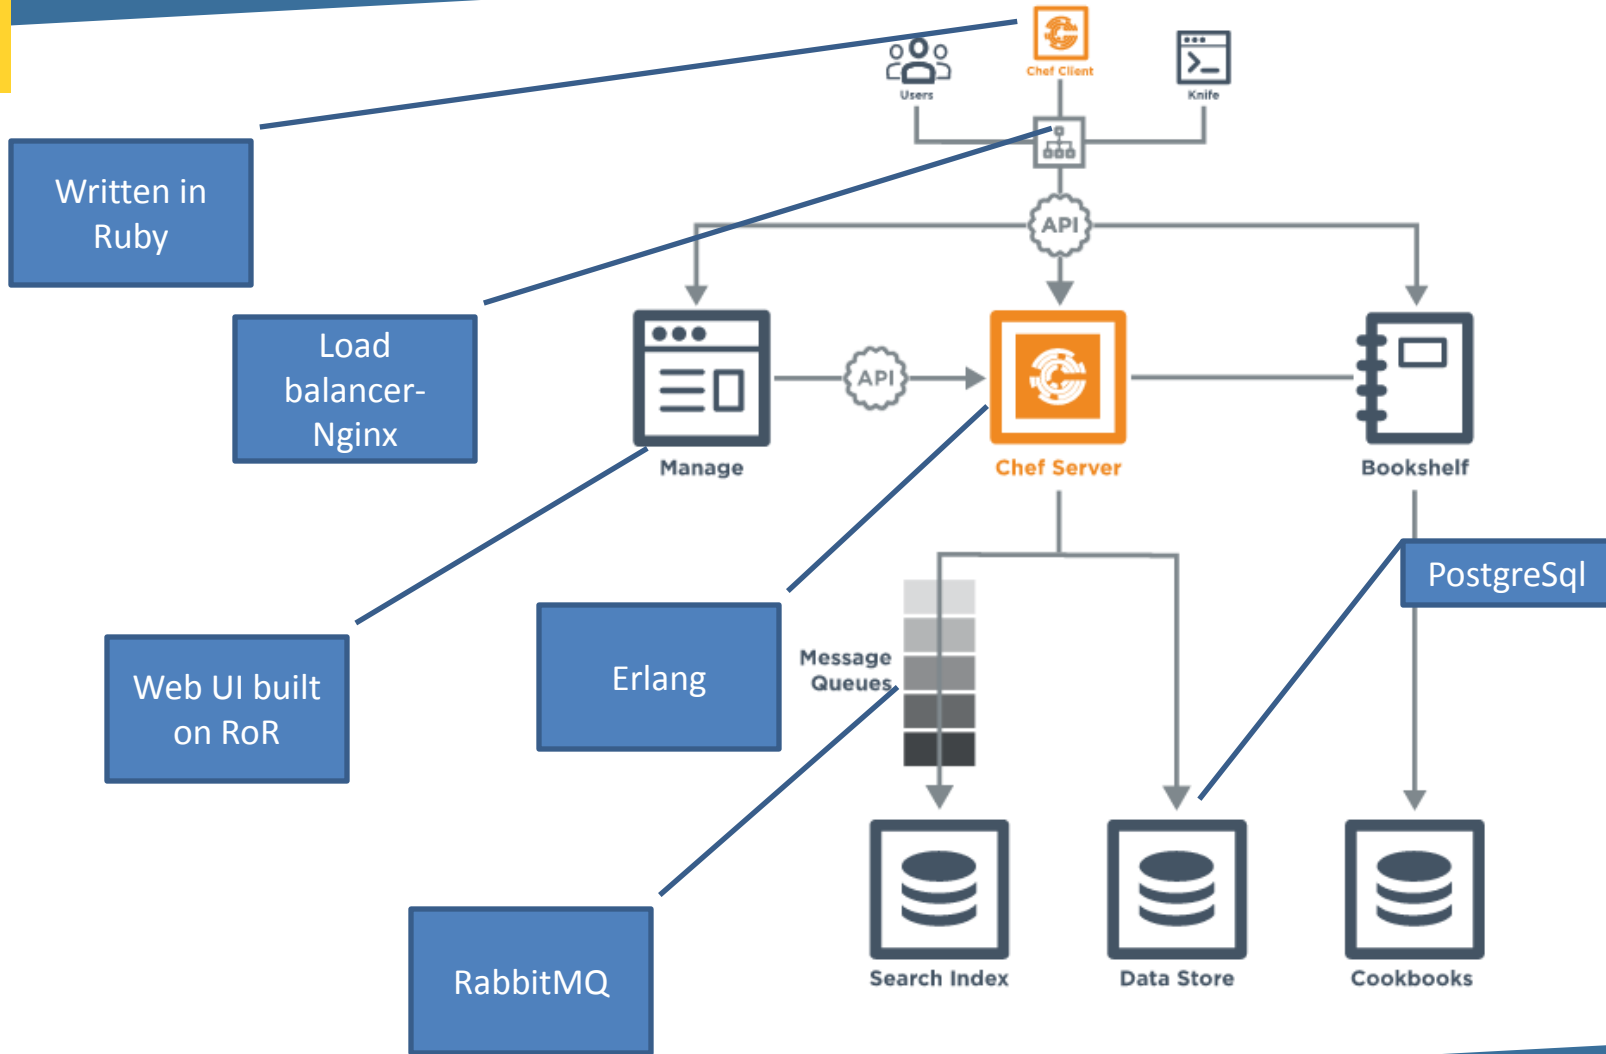 Users
Chef Client
Knife
Written in
Ruby
API
Load
balancer-
Nginx
API
Manage
Chef Server
Bookshelf
PostgreSql
Web UI built
on RoR
Erlang
Message
Queues
RabbitMQ
Search Index
Data Store
Cookbooks